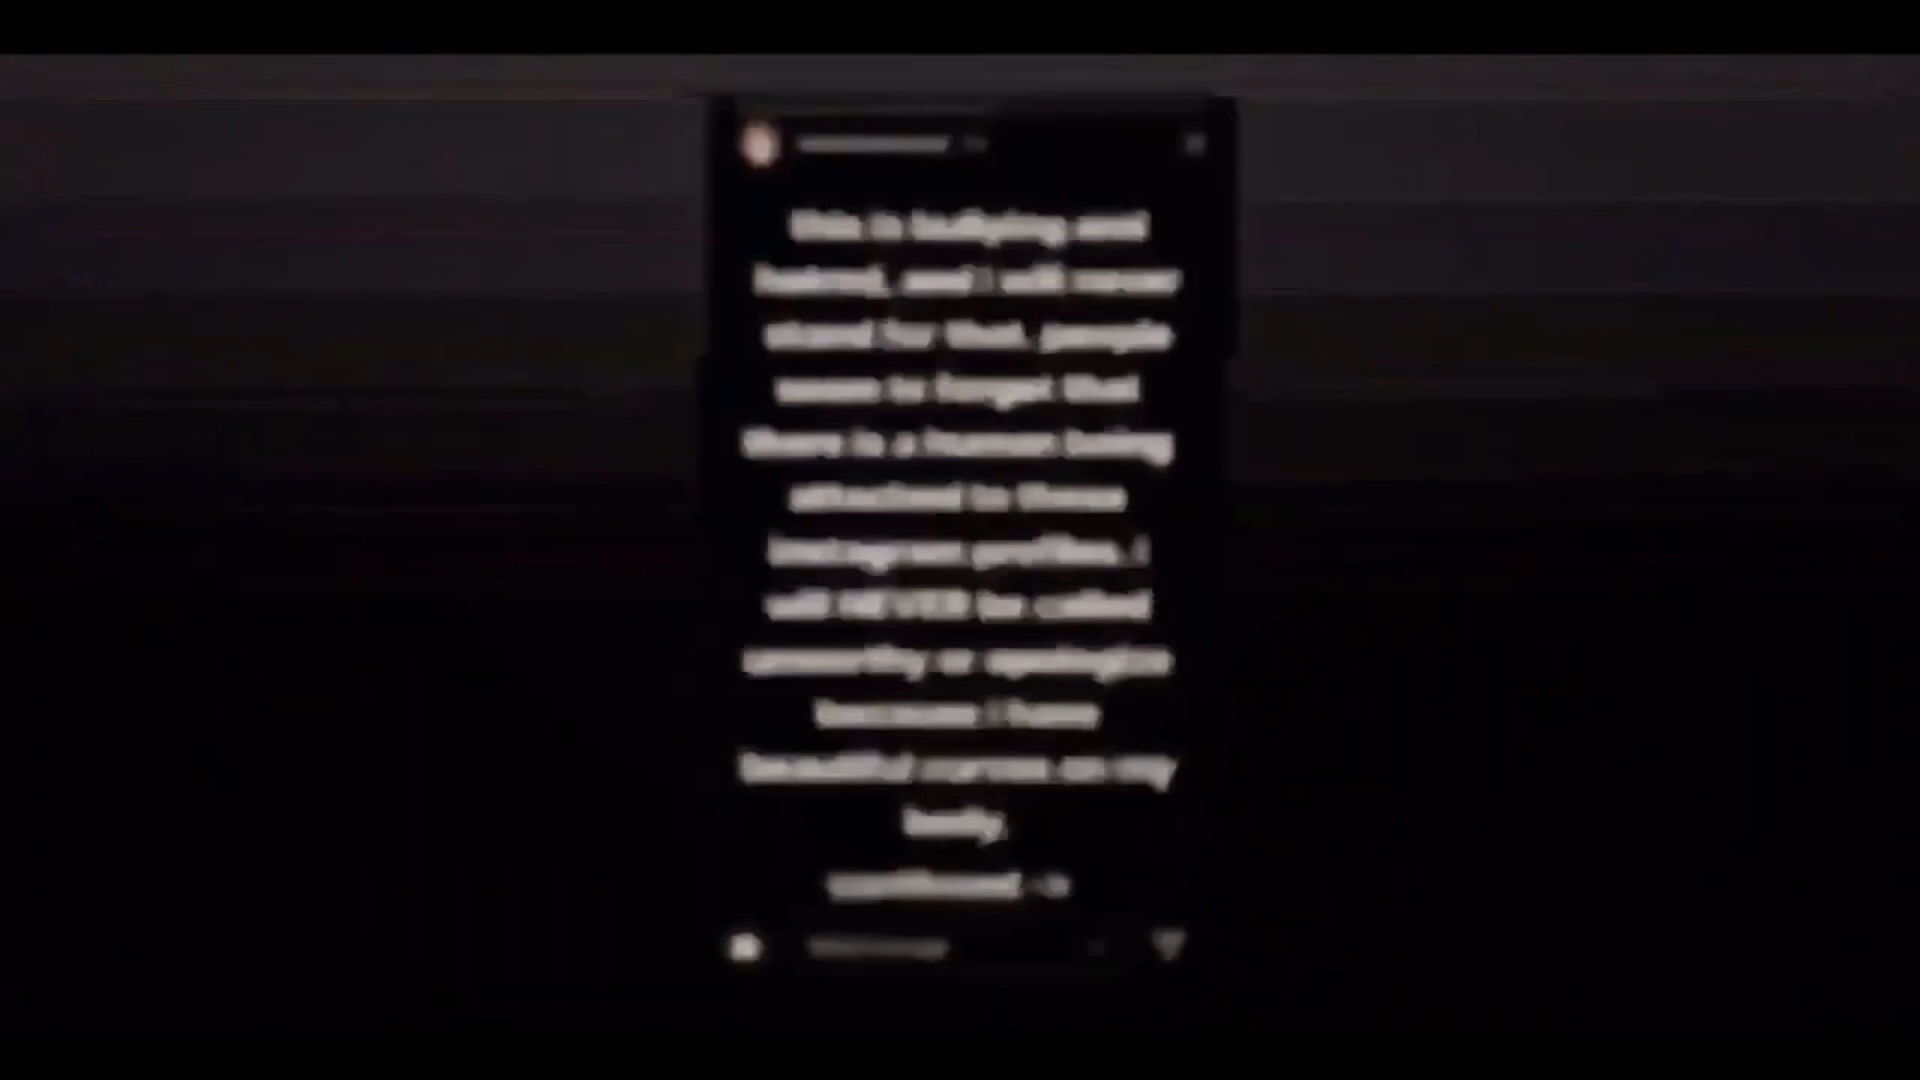 this is bullying and
hatred, and i will never
stand for that. people
seem to forget that
there is a human being
attached to these
instagram profiles. i
will NEVER be called
unworthy or apologize
because i have
beautiful curves on my
body.